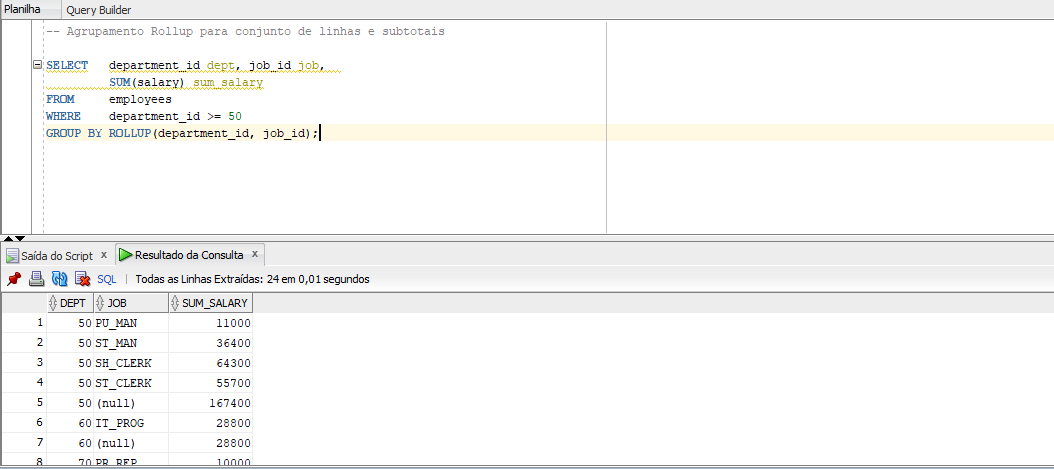 Planilha Query Builder
-- Agrupamento Rollup para conjunto de linhas e subtotais
SELECT department_id dept, job_id job,
SUM(salary) sum_salary
FROM employees
WHERE department_id >= 50
GROUP BY ROLLUP(department_id, job_id);
Saída do Script x Resultado da Consulta x
SQL | Todas as Linhas Extraídas: 24 em 0,01 segundos
DEPT JOB SUM_SALARY
1 50 PU_MAN 11000
2 50 ST_MAN 36400
3 50 SH_CLERK 64300
4 50 ST_CLERK 55700
5 50 (null) 167400
6 60 IT_PROG 28800
7 60 (null) 28800
8 70 PR_REP 10000